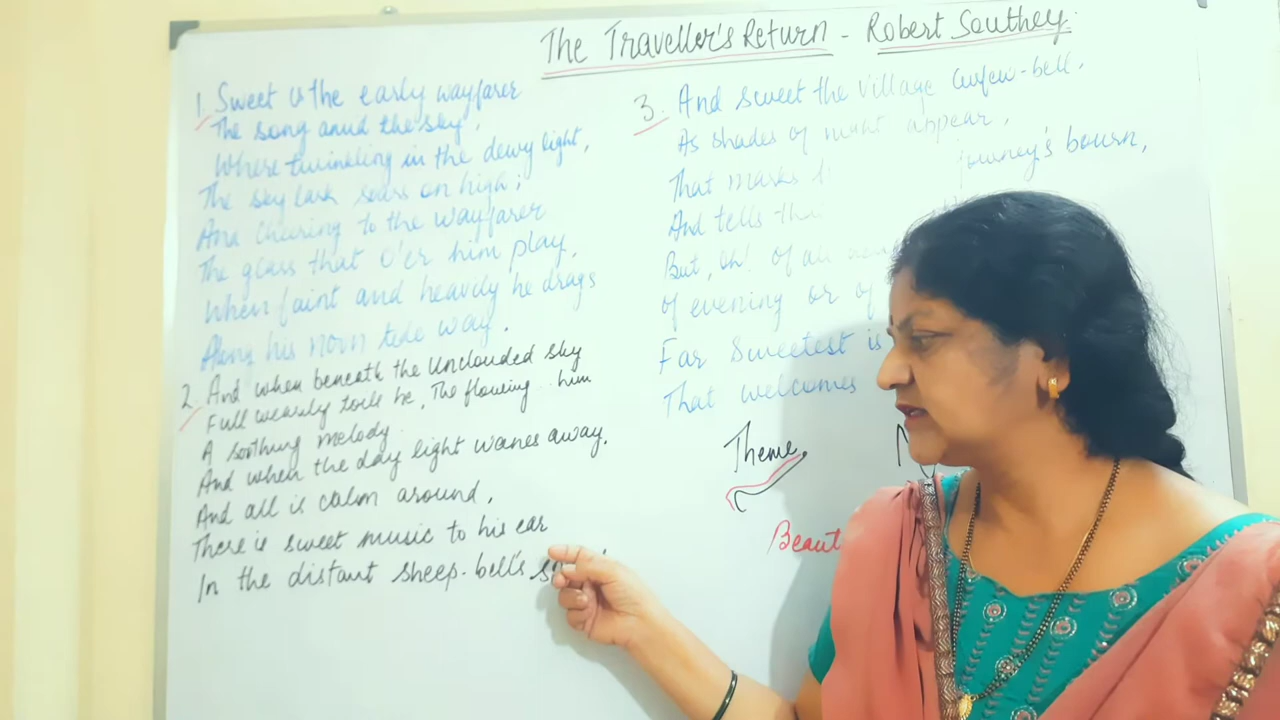 The Traveller's Return - Robert Southey.
1. Sweet is the early wayfarer
The song amid the sky,
Where twinkling in the dewy light,
The skylark soars on high;
And cheering to the wayfarer
The glass that O'er him play,
When faint and heavily he drags
Along his noon tide way.
2. And when beneath the Unclouded sky
Full wearily toils he, The flowing him
A soothing melody.
And when the day light wanes away,
And all is calm around,
There is sweet music to his ear
In the distant sheep-bell's
3. And sweet the village curfew-bell,
As shades of appear,
That marks journey's bourn,
And tells
But, oh! of all
of evening or of
Far Sweetest is
That welcomes
Theme,
Beaut